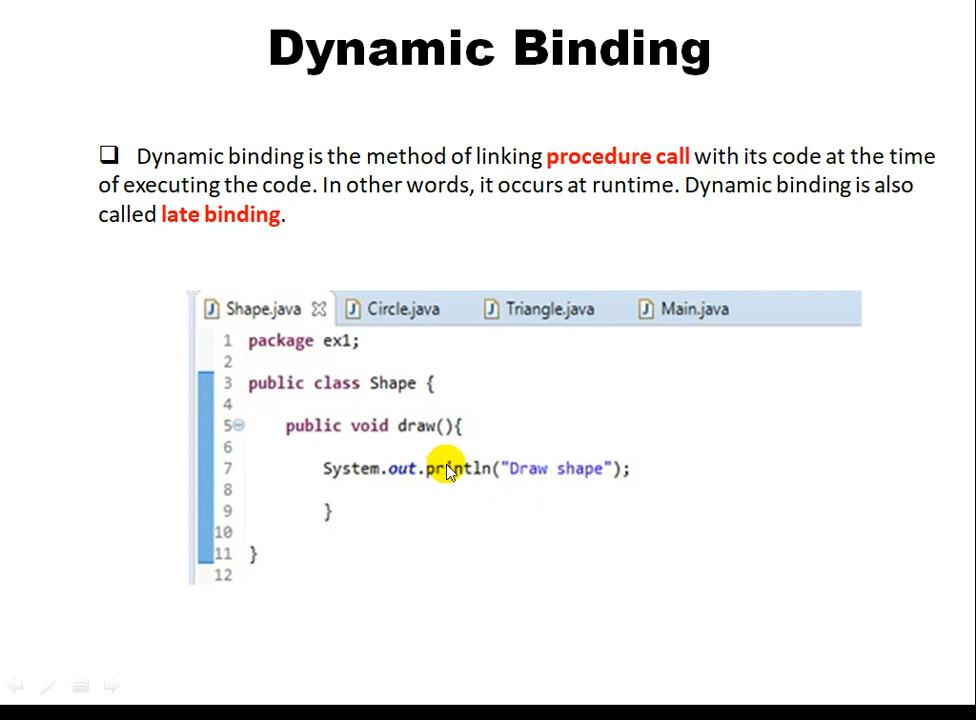 Dynamic Binding
Dynamic binding is the method of linking procedure call with its code at the time
of executing the code. In other words, it occurs at runtime. Dynamic binding is also
called late binding.
Shape.java Circle.java Triangle.java Main.java
1 package ex1;
2
3 public class Shape {
4
5 public void draw(){
6
7 System.out.println("Draw shape");
8
9 }
10
11 }
12